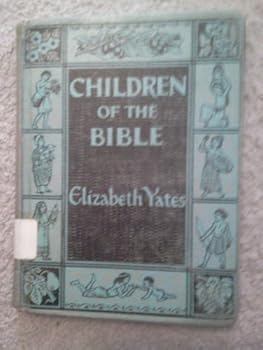 CHILDREN
OF THE
BIBLE
Elizabeth Yates